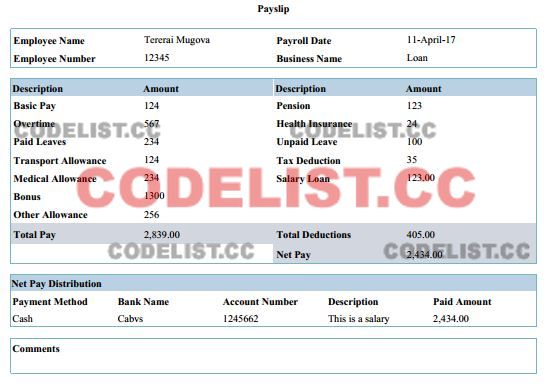 Payslip
Employee Name Tererai Mugova Payroll Date 11-April-17
Employee Number 12345 Business Name Loan
Description Amount Description Amount
Basic Pay 124 Pension 123
Overtime 567 Health Insurance 24
CODELIST.CC CODELIST.CC
Paid Leaves 234 Unpaid Leave 100
Transport Allowance 124 Tax Deduction 35
Medical Allowance 234 Salary Loan 123.00
CODELIST.CC
Bonus 1300
Other Allowance 256
Total Pay 2,839.00 Total Deductions 405.00
CODELIST.CC CODELIST.CC
Net Pay 2,434.00
Net Pay Distribution
Payment Method Bank Name Account Number Description Paid Amount
Cash Cabvs 1245662 This is a salary 2,434.00
Comments